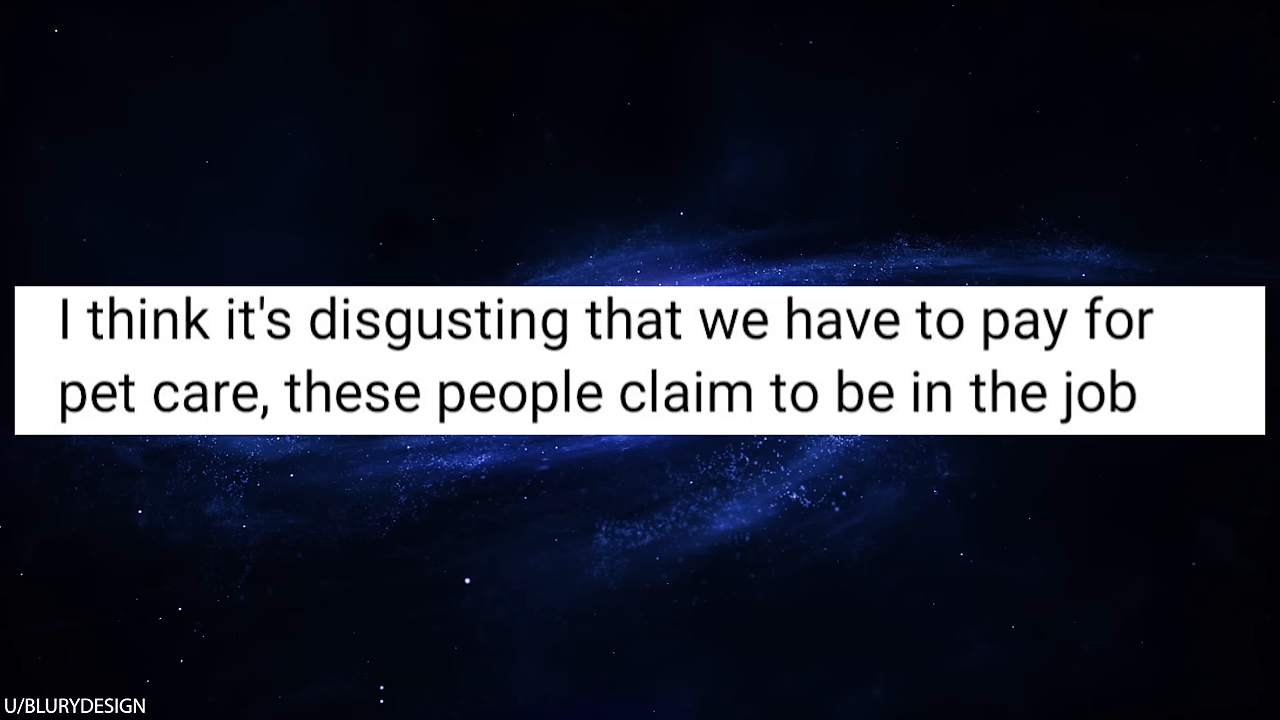 I think it's disgusting that we have to pay for
pet care, these people claim to be in the job
U/BLURYDESIGN